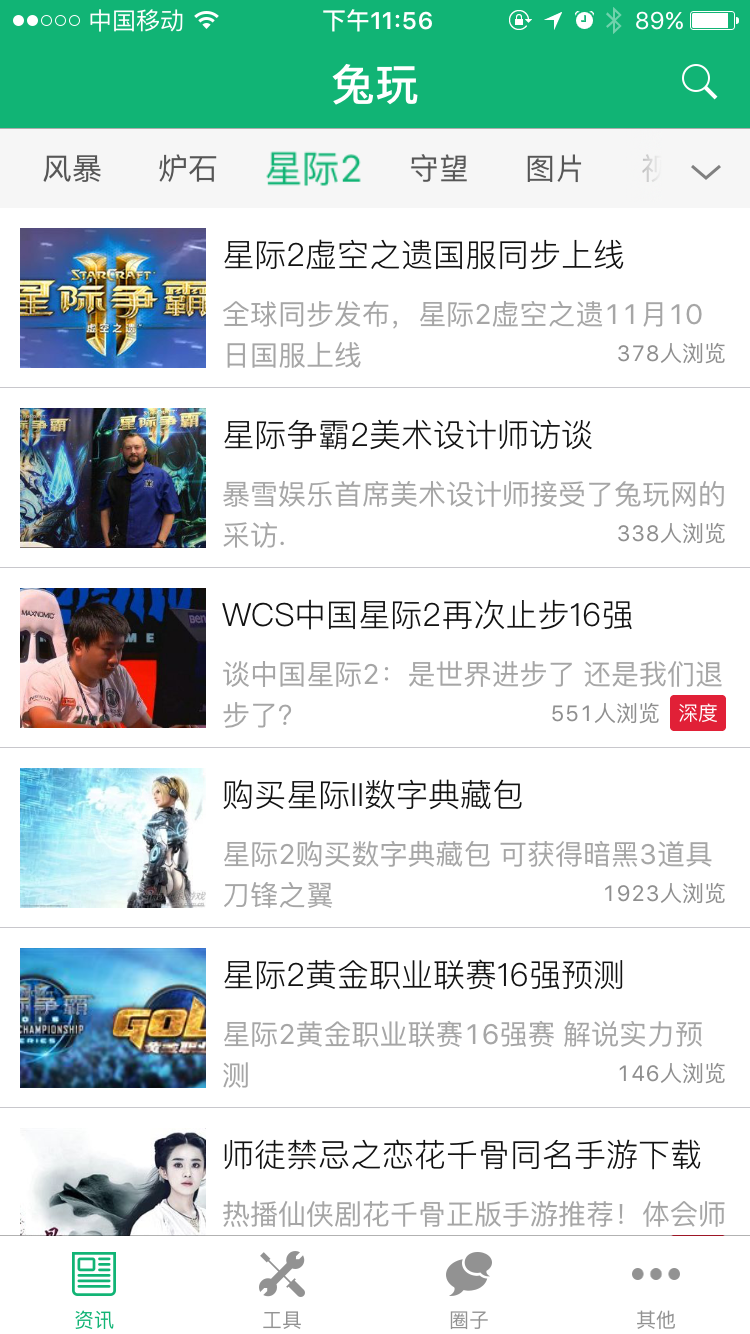 中国移动 下午11:56 89%
兔玩
风暴 炉石 星际2 守望 图片
STARCRAFT
星际争霸
II
虚空之遗
星际2虚空之遗国服同步上线
全球同步发布，星际2虚空之遗11月10
日国服上线
378人浏览
星际争霸2美术设计师访谈
暴雪娱乐首席美术设计师接受了兔玩网的
采访.
338人浏览
MAXNOMIC
WCS中国星际2再次止步16强
谈中国星际2：是世界进步了 还是我们退
步了?
551人浏览 深度
购买星际II数字典藏包
星际2购买数字典藏包 可获得暗黑3道具
刀锋之翼
1923人浏览
CHAMPIONSHIP
星际2黄金职业联赛16强预测
星际2黄金职业联赛16强赛 解说实力预
测
146人浏览
师徒禁忌之恋花千骨同名手游下载
热播仙侠剧花千骨正版手游推荐！体会师
资讯 工具 圈子 其他